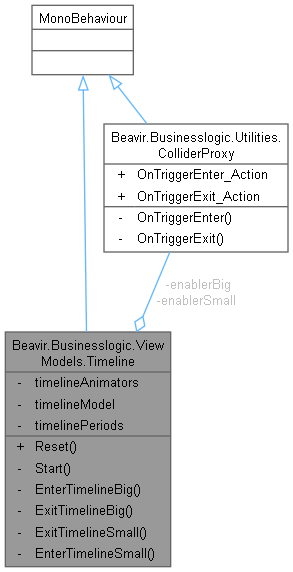 MonoBehaviour
Beavir.Businesslogic.Utilities.
ColliderProxy
+ OnTriggerEnter_Action
+ OnTriggerExit_Action
- OnTriggerEnter()
- OnTriggerExit()
-enablerBig
-enablerSmall
Beavir.Businesslogic.View
Models.Timeline
- timelineAnimators
- timelineModel
- timelinePeriods
+ Reset()
- Start()
- EnterTimelineBig()
- ExitTimelineBig()
- ExitTimelineSmall()
- EnterTimelineSmall()